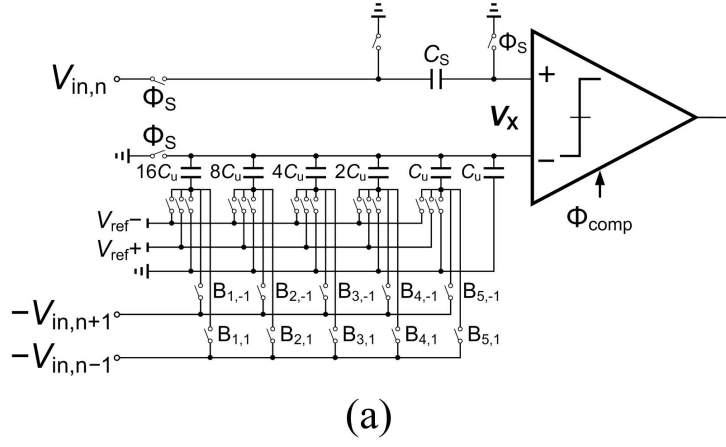 Φ_S
C_S
V_in,n
Φ_S
+
V_X
Φ_S
−
16C_u 8C_u 4C_u 2C_u C_u C_u
V_ref−
Φ_comp
V_ref+
B_1,-1 B_2,-1 B_3,-1 B_4,-1 B_5,-1
−V_in,n+1
B_1,1 B_2,1 B_3,1 B_4,1 B_5,1
−V_in,n−1
(a)